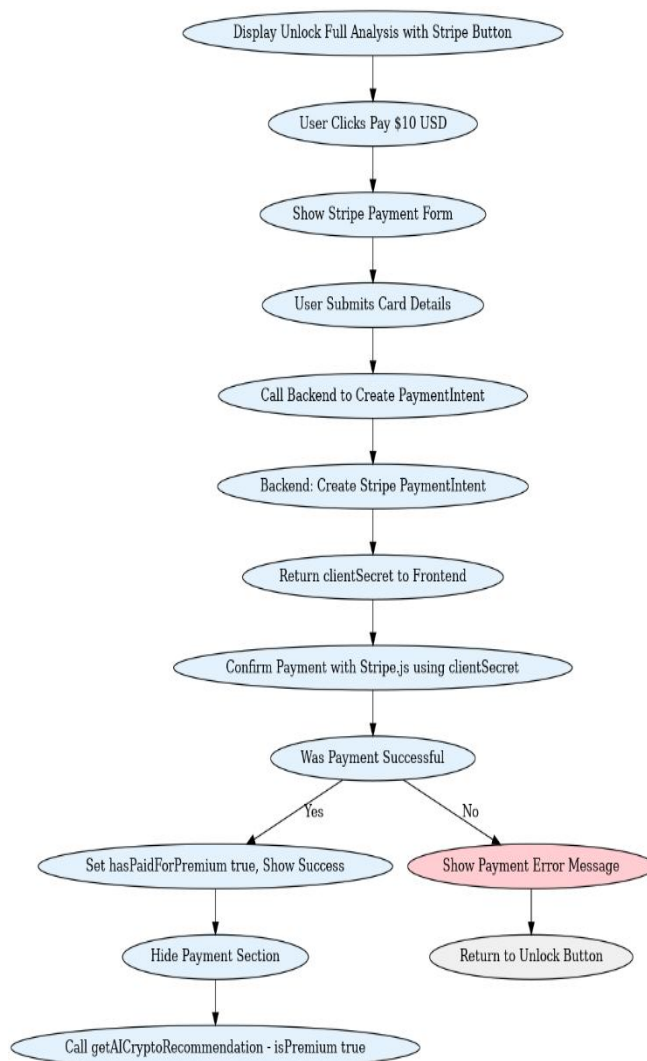 Display Unlock Full Analysis with Stripe Button
User Clicks Pay $10 USD
Show Stripe Payment Form
User Submits Card Details
Call Backend to Create PaymentIntent
Backend: Create Stripe PaymentIntent
Return clientSecret to Frontend
Confirm Payment with Stripe.js using clientSecret
Was Payment Successful
Yes
No
Set hasPaidForPremium true, Show Success
Show Payment Error Message
Hide Payment Section
Return to Unlock Button
Call getAICryptoRecommendation - isPremium true